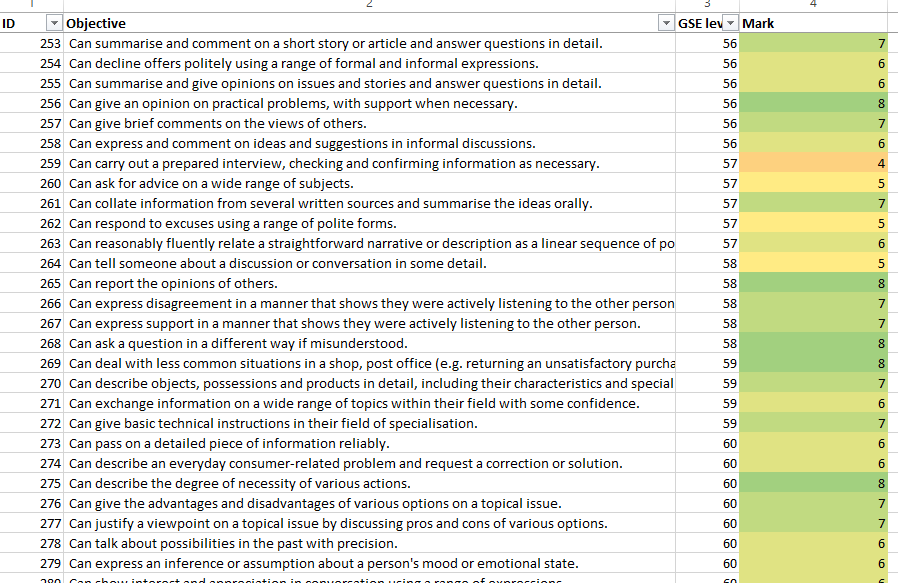 1 2 3 4
ID Objective GSE lev Mark
253 Can summarise and comment on a short story or article and answer questions in detail. 56 7
254 Can decline offers politely using a range of formal and informal expressions. 56 6
255 Can summarise and give opinions on issues and stories and answer questions in detail. 56 6
256 Can give an opinion on practical problems, with support when necessary. 56 8
257 Can give brief comments on the views of others. 56 7
258 Can express and comment on ideas and suggestions in informal discussions. 56 6
259 Can carry out a prepared interview, checking and confirming information as necessary. 57 4
260 Can ask for advice on a wide range of subjects. 57 5
261 Can collate information from several written sources and summarise the ideas orally. 57 7
262 Can respond to excuses using a range of polite forms. 57 5
263 Can reasonably fluently relate a straightforward narrative or description as a linear sequence of po 57 6
264 Can tell someone about a discussion or conversation in some detail. 58 5
265 Can report the opinions of others. 58 8
266 Can express disagreement in a manner that shows they were actively listening to the other person 58 7
267 Can express support in a manner that shows they were actively listening to the other person. 58 7
268 Can ask a question in a different way if misunderstood. 58 8
269 Can deal with less common situations in a shop, post office (e.g. returning an unsatisfactory purcha 59 8
270 Can describe objects, possessions and products in detail, including their characteristics and special 59 7
271 Can exchange information on a wide range of topics within their field with some confidence. 59 6
272 Can give basic technical instructions in their field of specialisation. 59 7
273 Can pass on a detailed piece of information reliably. 60 6
274 Can describe an everyday consumer-related problem and request a correction or solution. 60 6
275 Can describe the degree of necessity of various actions. 60 8
276 Can give the advantages and disadvantages of various options on a topical issue. 60 7
277 Can justify a viewpoint on a topical issue by discussing pros and cons of various options. 60 7
278 Can talk about possibilities in the past with precision. 60 6
279 Can express an inference or assumption about a person's mood or emotional state. 60 6
280 Can show interest and appreciation in conversation using a range of expressions. 60 6